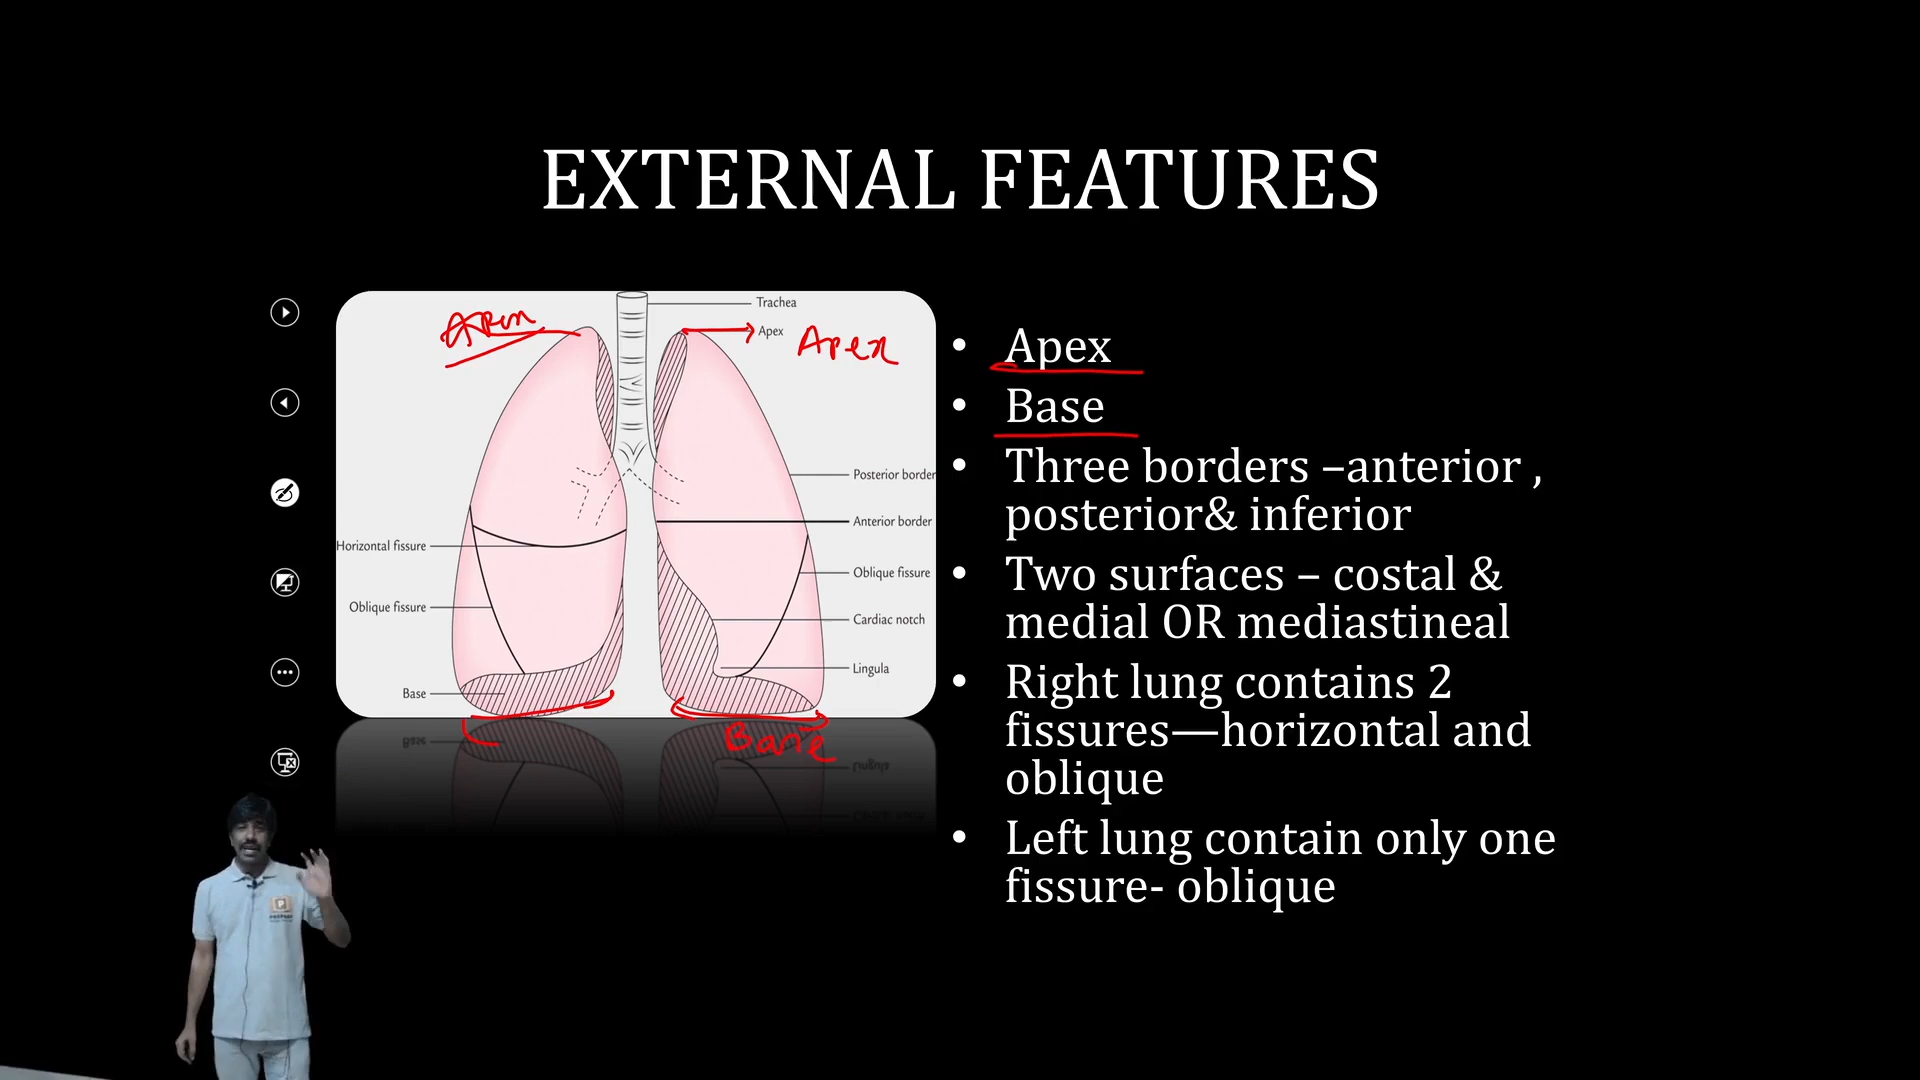 EXTERNAL FEATURES
Trachea
Apex
Apex
Posterior border
Anterior border
Horizontal fissure
Oblique fissure
Oblique fissure
Cardiac notch
Lingula
Base
• Apex
• Base
• Three borders –anterior ,
posterior& inferior
• Two surfaces – costal &
medial OR mediastineal
• Right lung contains 2
fissures—horizontal and
oblique
• Left lung contain only one
fissure- oblique